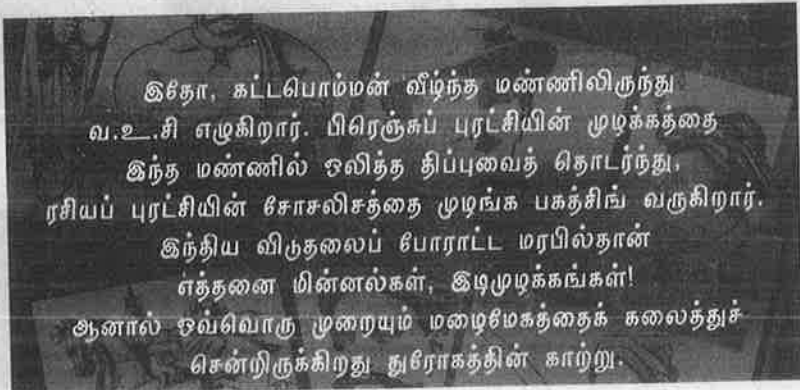 இதோ, கட்டபொம்மன் வீழ்ந்த மண்ணிலிருந்து
வ.உ.சி எழுகிறார். பிரெஞ்சுப் புரட்சியின் முழக்கத்தை
இந்த மண்ணில் ஒலித்த திப்புவைத் தொடர்ந்து,
ரசியப் புரட்சியின் சோசலிசத்தை முழங்க பகத்சிங் வருகிறார்.
இந்திய விடுதலைப் போராட்ட மரபில்தான்
எத்தனை மின்னல்கள், இடிமுழக்கங்கள்!
ஆனால் ஒவ்வொரு முறையும் மழைமேகத்தைக் கலைத்துச்
சென்றிருக்கிறது துரோகத்தின் காற்று.